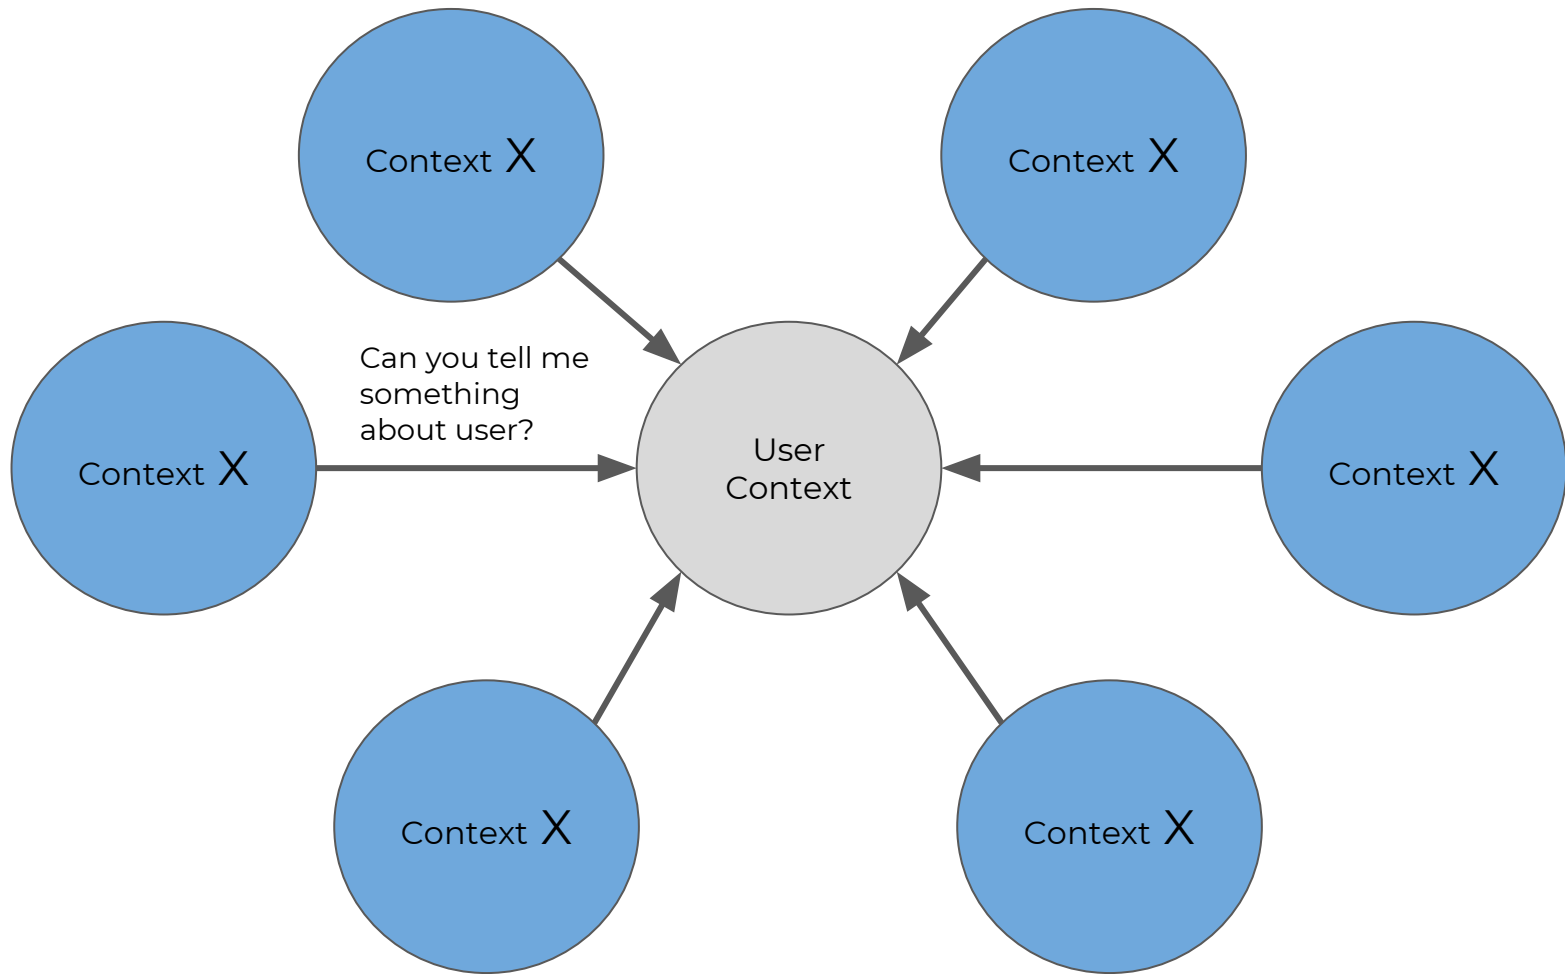 Context X
Context X
Can you tell me
something
about user?
Context X
User
Context
Context X
Context X
Context X